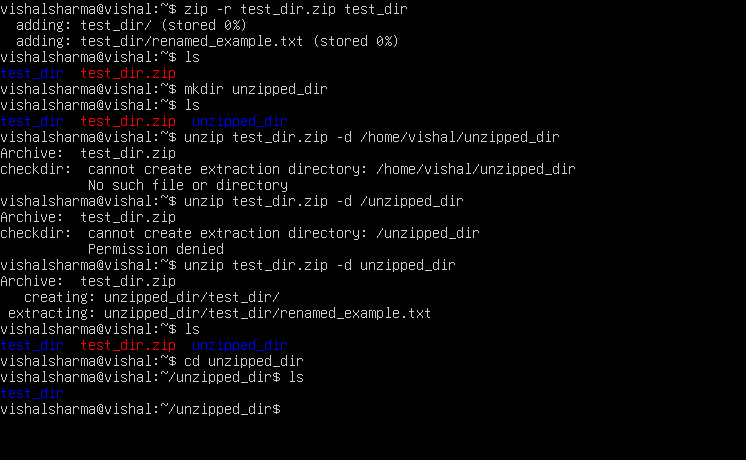 vishalsharma@vishal:~$ zip -r test_dir.zip test_dir
  adding: test_dir/ (stored 0%)
  adding: test_dir/renamed_example.txt (stored 0%)
vishalsharma@vishal:~$ ls
test_dir  test_dir.zip
vishalsharma@vishal:~$ mkdir unzipped_dir
vishalsharma@vishal:~$ ls
test_dir  test_dir.zip  unzipped_dir
vishalsharma@vishal:~$ unzip test_dir.zip -d /home/vishal/unzipped_dir
Archive:  test_dir.zip
checkdir:  cannot create extraction directory: /home/vishal/unzipped_dir
           No such file or directory
vishalsharma@vishal:~$ unzip test_dir.zip -d /unzipped_dir
Archive:  test_dir.zip
checkdir:  cannot create extraction directory: /unzipped_dir
           Permission denied
vishalsharma@vishal:~$ unzip test_dir.zip -d unzipped_dir
Archive:  test_dir.zip
   creating: unzipped_dir/test_dir/
 extracting: unzipped_dir/test_dir/renamed_example.txt
vishalsharma@vishal:~$ ls
test_dir  test_dir.zip  unzipped_dir
vishalsharma@vishal:~$ cd unzipped_dir
vishalsharma@vishal:~/unzipped_dir$ ls
test_dir
vishalsharma@vishal:~/unzipped_dir$